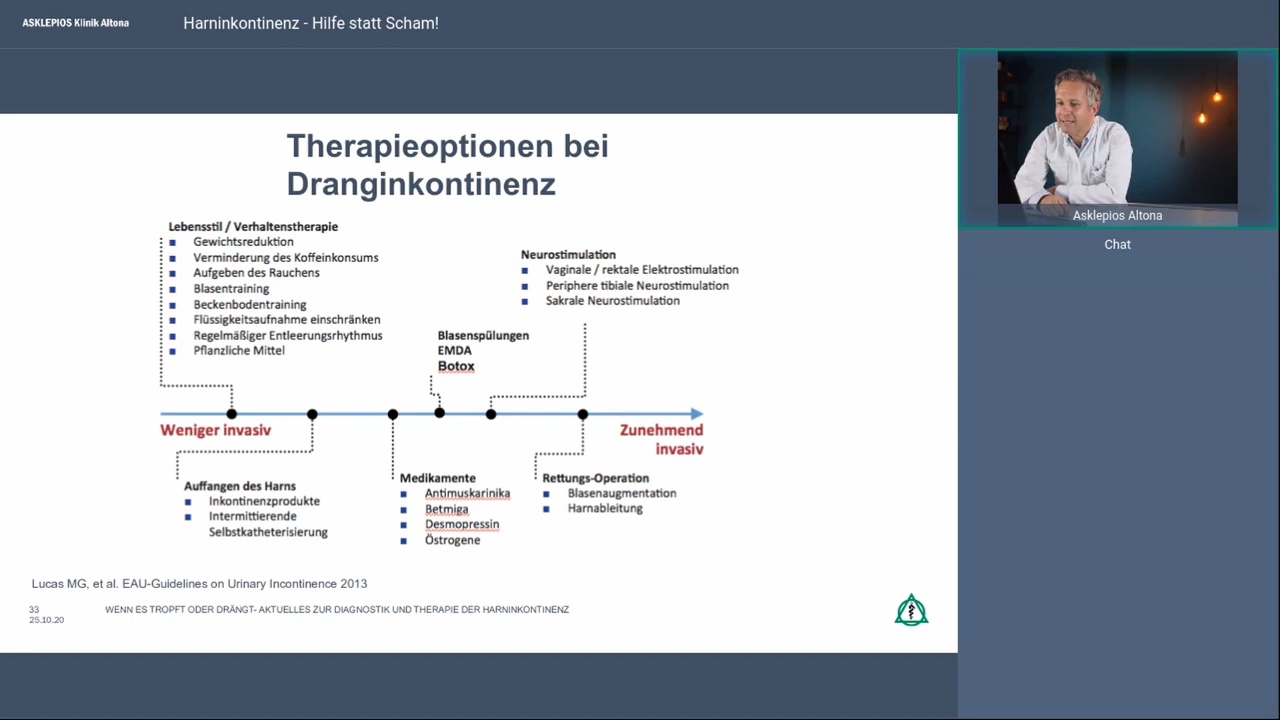 ASKLEPIOS Klinik Altona
Harninkontinenz - Hilfe statt Scham!
Therapieoptionen bei
Dranginkontinenz
Lebensstil / Verhaltenstherapie
Gewichtsreduktion
Verminderung des Koffeinkonsums
Aufgeben des Rauchens
Blasentraining
Beckenbodentraining
Flüssigkeitsaufnahme einschränken
Regelmäßiger Entleerungsrhythmus
Pflanzliche Mittel
Neurostimulation
Vaginale / rektale Elektrostimulation
Periphere tibiale Neurostimulation
Sakrale Neurostimulation
Blasenspülungen
EMDA
Botox
Weniger invasiv
Zunehmend
invasiv
Auffangen des Harns
Inkontinenzprodukte
Intermittierende
Selbstkatheterisierung
Medikamente
Antimuskarinika
Betmiga
Desmopressin
Östrogene
Rettungs-Operation
Blasenaugmentation
Harnableitung
Lucas MG, et al. EAU-Guidelines on Urinary Incontinence 2013
33
25.10.20
WENN ES TROPFT ODER DRÄNGT- AKTUELLES ZUR DIAGNOSTIK UND THERAPIE DER HARNINKONTINENZ
Asklepios Altona
Chat